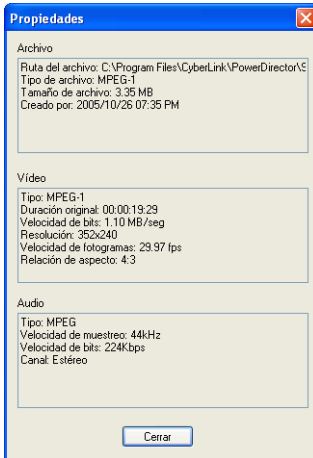 Propiedades
Archivo
Ruta del archivo: C:\Program Files\CyberLink\PowerDirector\S
Tipo de archivo: MPEG-1
Tamaño de archivo: 3.35 MB
Creado por: 2005/10/26 07:35 PM
Vídeo
Tipo: MPEG-1
Duración original: 00:00:19:29
Velocidad de bits: 1.10 MB/seg
Resolución: 352x240
Velocidad de fotogramas: 29.97 fps
Relación de aspecto: 4:3
Audio
Tipo: MPEG
Velocidad de muestreo: 44kHz
Velocidad de bits: 224Kbps
Canal: Estéreo
Cerrar